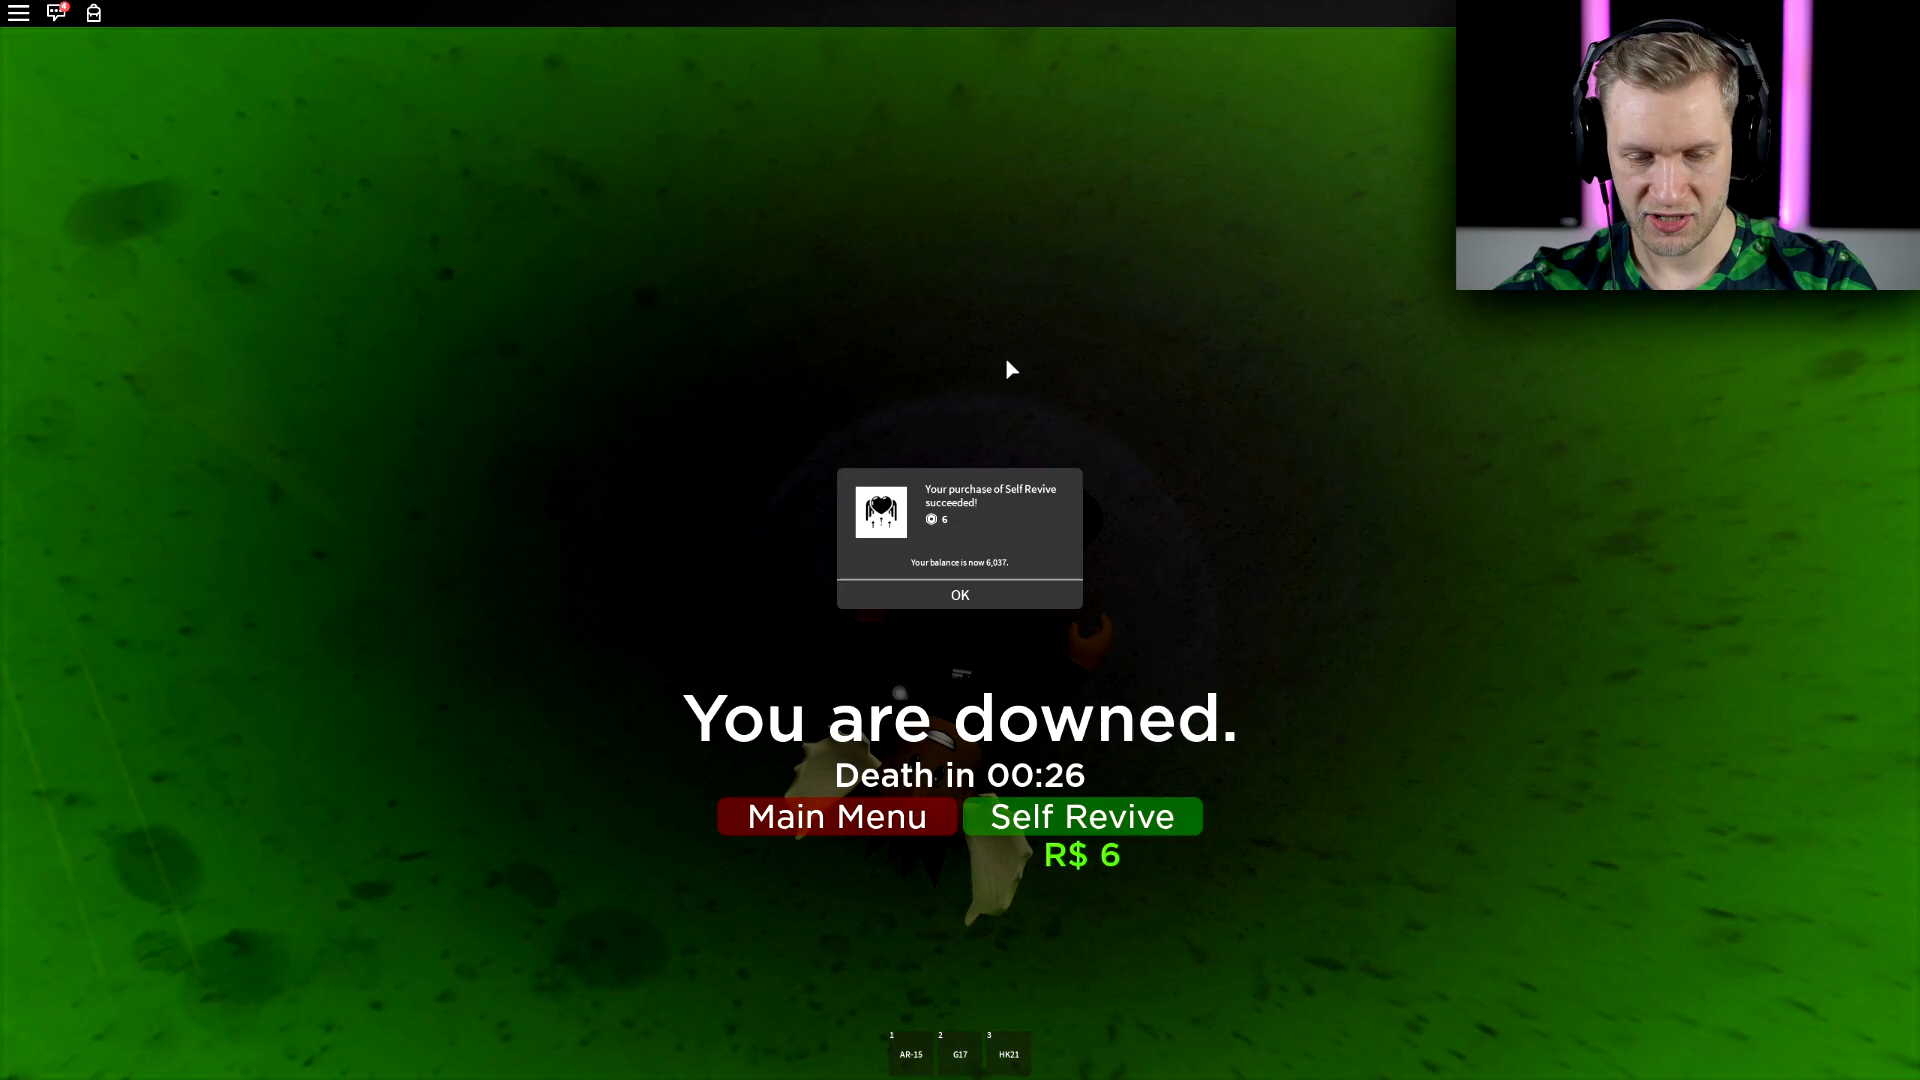 4
Your purchase of Self Revive
succeeded!
6
Your balance is now 6,037.
OK
You are downed.
Death in 00:26
Main Menu
Self Revive
R$ 6
1
2
3
AR-15
G17
HK21